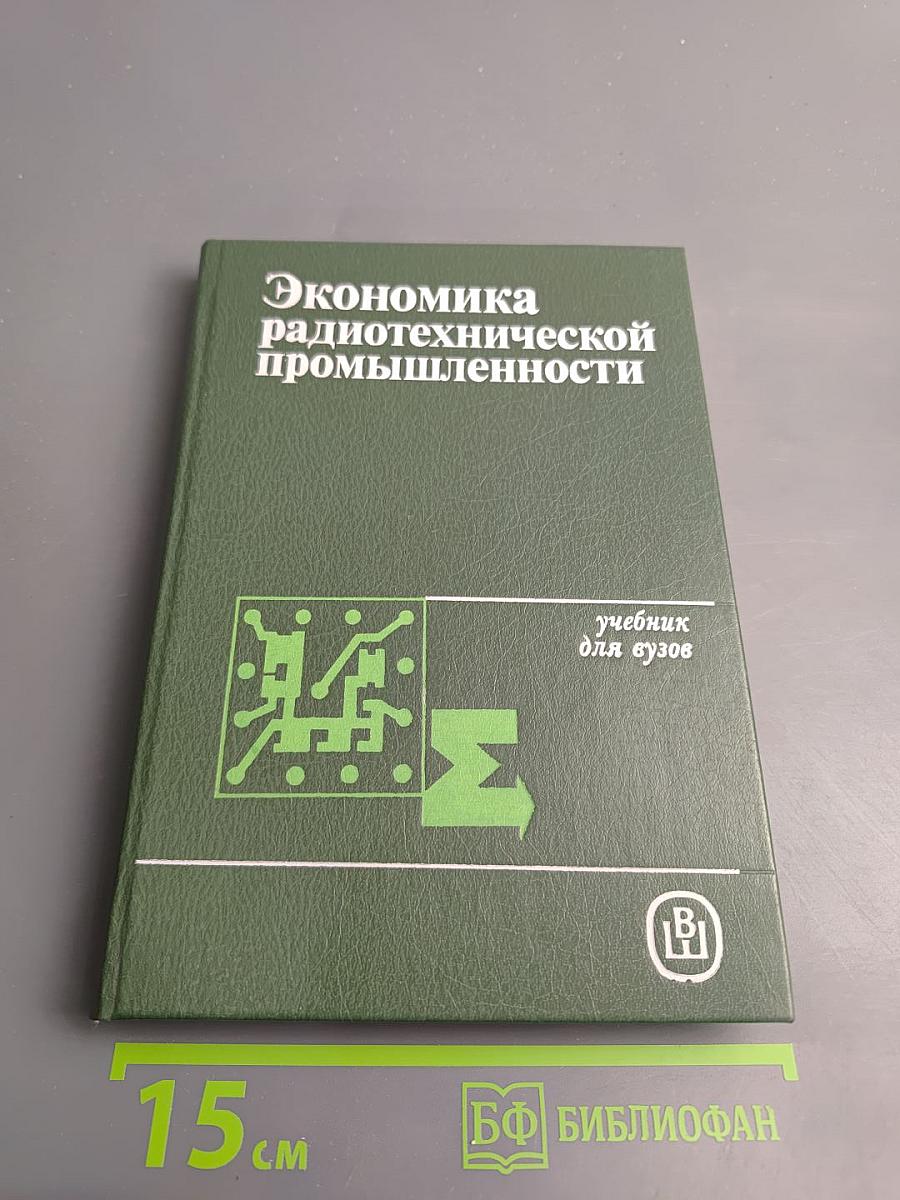 Экономика
радиотехнической
промышленности
учебник
для вузов
ВШ
15 см
БФ БИБЛИОФАН